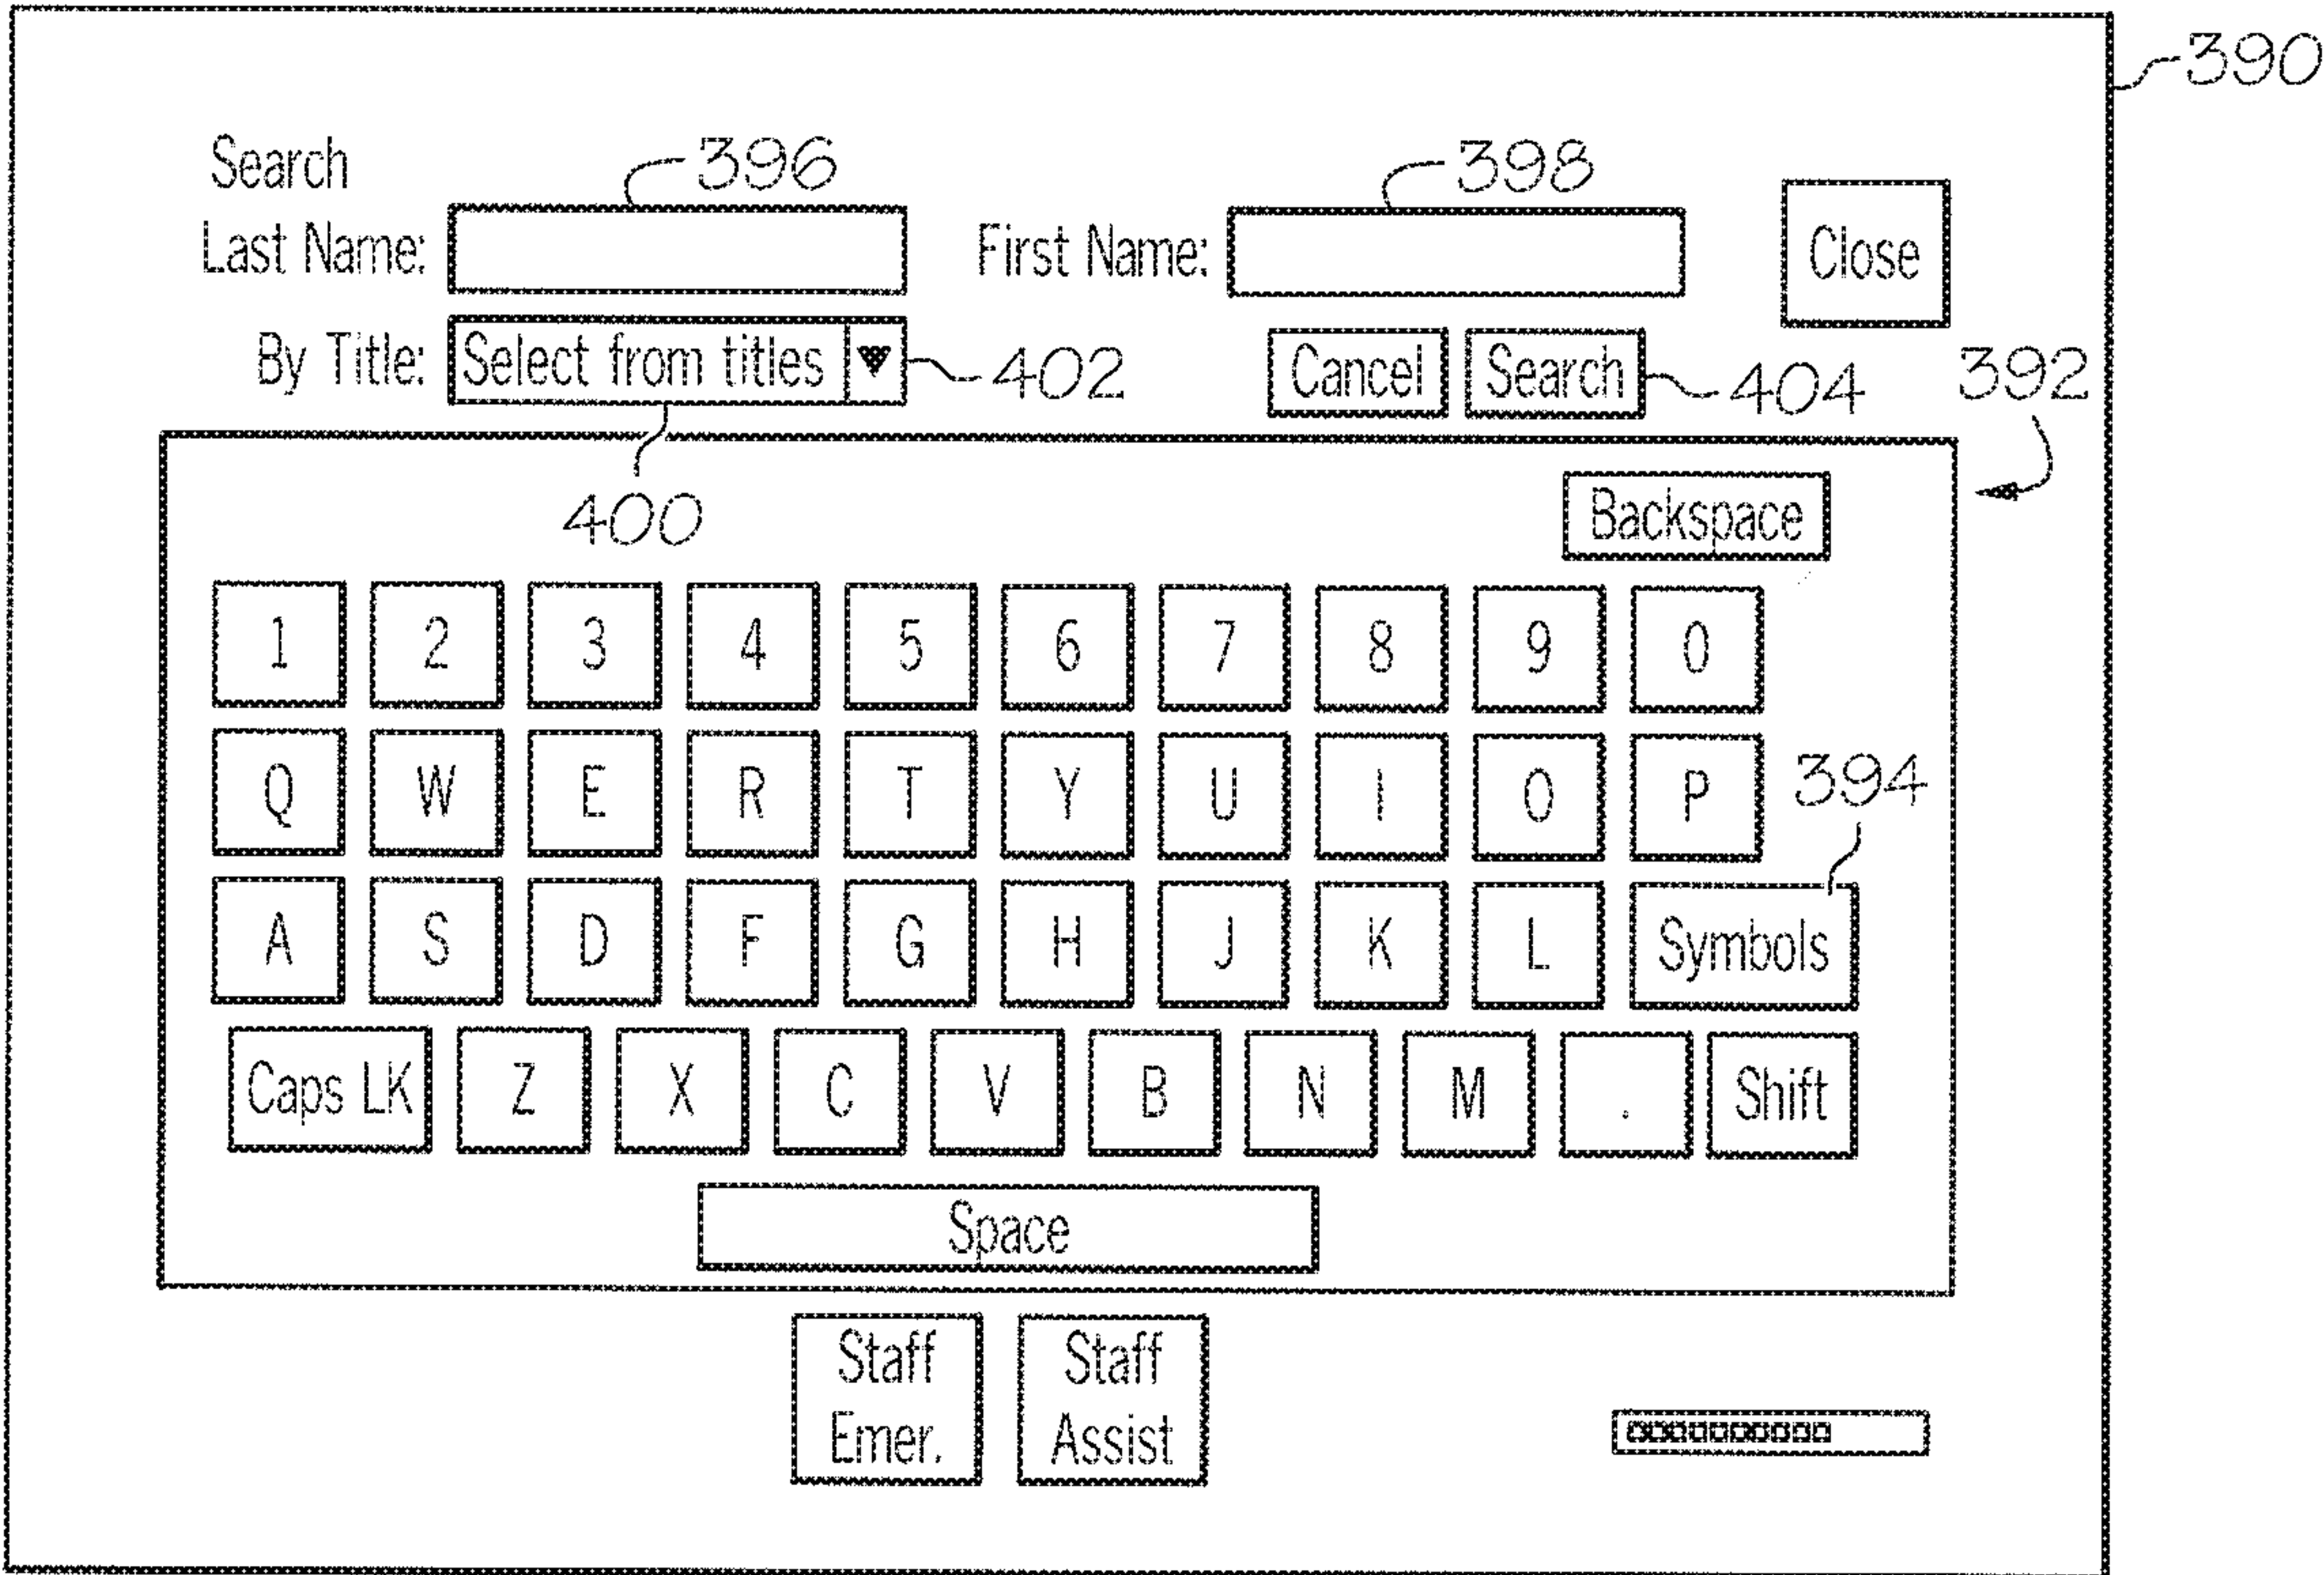 390
Search
396
398
Last Name:
First Name:
Close
By Title:
Select from titles
402
Cancel
Search
404
392
400
Backspace
1 2 3 4 5 6 7 8 9 0
Q W E R T Y U I O P
394
A S D F G H J K L Symbols
Caps LK Z X C V B N M . Shift
Space
Staff
Emer.
Staff
Assist